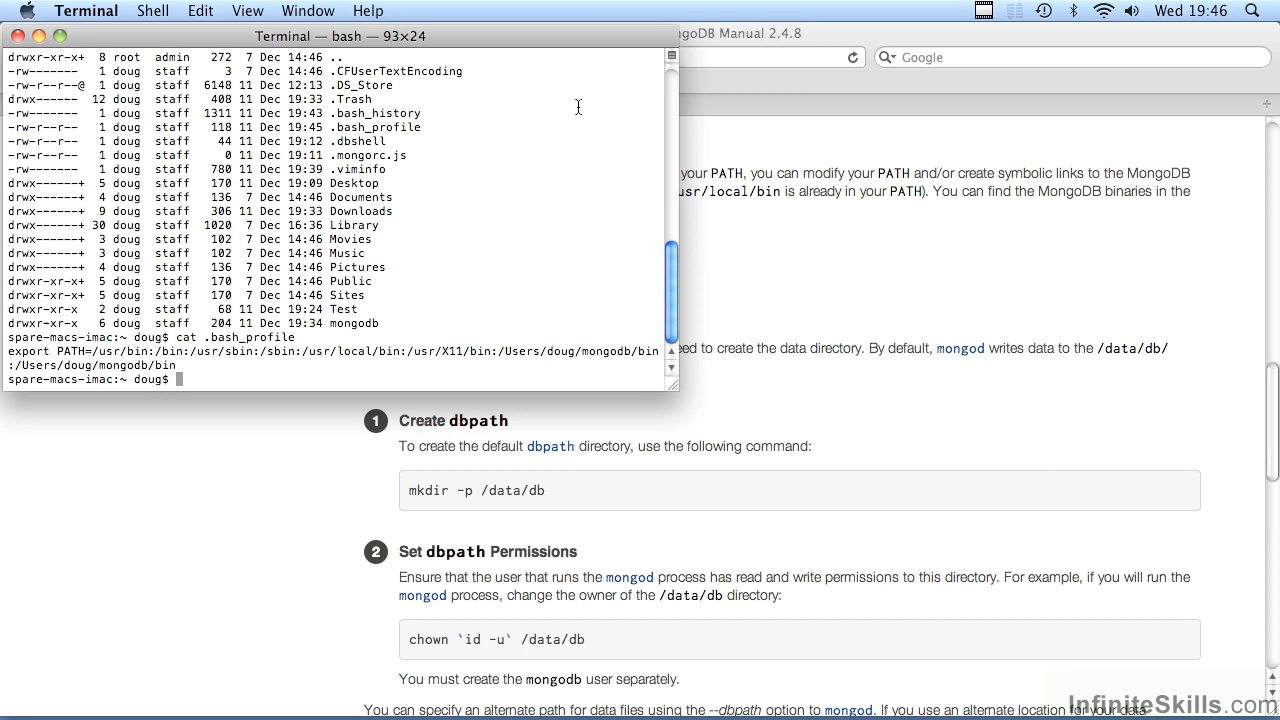 Terminal Shell Edit View Window Help Wed 19:46
Terminal — bash — 93×24
goDB Manual 2.4.8
Google
drwxr-xr-x+ 8 root admin 272 7 Dec 14:46 ..
-rw------- 1 doug staff 3 7 Dec 14:46 .CFUserTextEncoding
-rw-r--r--@ 1 doug staff 6148 11 Dec 12:13 .DS_Store
drwx------ 12 doug staff 408 11 Dec 19:33 .Trash
-rw------- 1 doug staff 1311 11 Dec 19:43 .bash_history
-rw-r--r-- 1 doug staff 118 11 Dec 19:45 .bash_profile
-rw-r--r-- 1 doug staff 44 11 Dec 19:12 .dbshell
-rw-r--r-- 1 doug staff 0 11 Dec 19:11 .mongorc.js
-rw------- 1 doug staff 780 11 Dec 19:39 .viminfo
drwx------+ 5 doug staff 170 11 Dec 19:09 Desktop
drwx------+ 4 doug staff 136 7 Dec 14:46 Documents
drwx------+ 9 doug staff 306 11 Dec 19:33 Downloads
drwx------+ 30 doug staff 1020 7 Dec 16:36 Library
drwx------+ 3 doug staff 102 7 Dec 14:46 Movies
drwx------+ 3 doug staff 102 7 Dec 14:46 Music
drwx------+ 4 doug staff 136 7 Dec 14:46 Pictures
drwxr-xr-x+ 5 doug staff 170 7 Dec 14:46 Public
drwxr-xr-x+ 5 doug staff 170 7 Dec 14:46 Sites
drwxr-xr-x 2 doug staff 68 11 Dec 19:24 Test
drwxr-xr-x 6 doug staff 204 11 Dec 19:34 mongodb
spare-macs-imac:~ doug$ cat .bash_profile
export PATH=/usr/bin:/bin:/usr/sbin:/sbin:/usr/local/bin:/usr/X11/bin:/Users/doug/mongodb/bin
:/Users/doug/mongodb/bin
spare-macs-imac:~ doug$
your PATH, you can modify your PATH and/or create symbolic links to the MongoDB
usr/local/bin is already in your PATH). You can find the MongoDB binaries in the
eed to create the data directory. By default, mongod writes data to the /data/db/
1 Create dbpath
To create the default dbpath directory, use the following command:
mkdir -p /data/db
2 Set dbpath Permissions
Ensure that the user that runs the mongod process has read and write permissions to this directory. For example, if you will run the
mongod process, change the owner of the /data/db directory:
chown `id -u` /data/db
You must create the mongodb user separately.
You can specify an alternate path for data files using the --dbpath option to mongod. If you use an alternate location for your data
InfiniteSkills.com